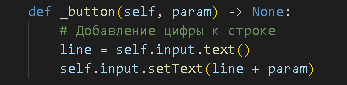 def _button(self, param) -> None:
    # Добавление цифры к строке
    line = self.input.text()
    self.input.setText(line + param)